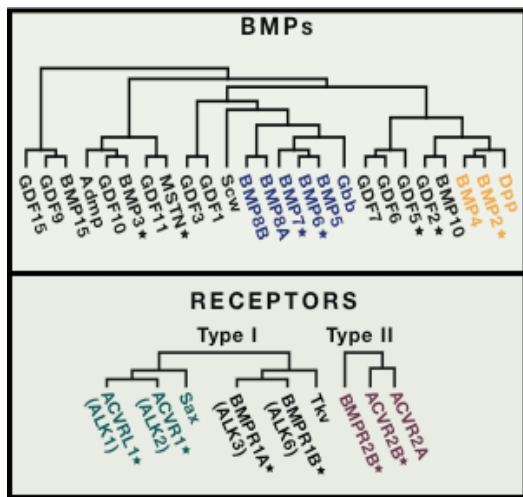 BMPs
GDF15
GDF9
BMP15
Admp
GDF10
BMP3★
GDF11
MSTN★
GDF3
GDF1
Scw
BMP8B
BMP8A
BMP7★
BMP6★
BMP5
Gbb
GDF7
GDF6
GDF5★
GDF2★
BMP10
BMP4
BMP2★
Dpp
RECEPTORS
Type I
Type II
ACVRL1★
(ALK1)
ACVR1★
(ALK2)
Sax
BMPR1A★
(ALK3)
BMPR1B★
(ALK6)
Tkv
BMPR2B★
ACVR2B★
ACVR2A